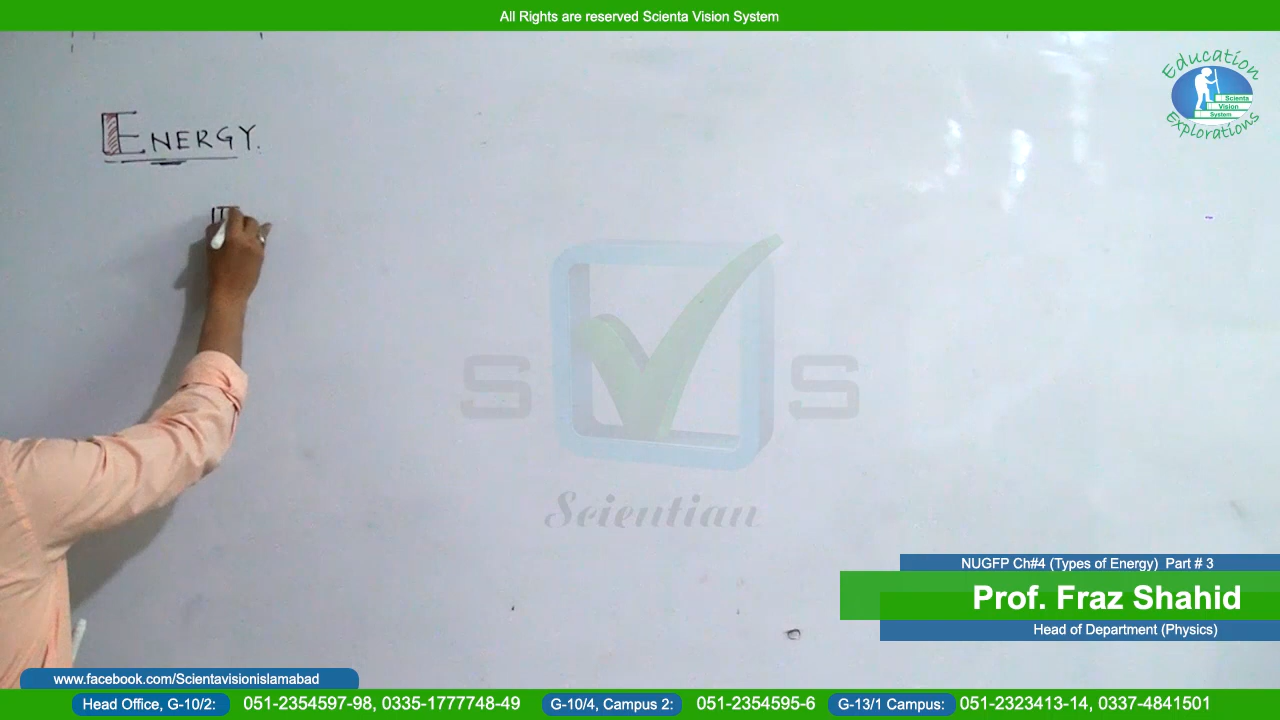 All Rights are reserved Scienta Vision System
Education
Scienta
Vision
System
Explorations
ENERGY.
IT
S S
Scientian
NUGFP Ch#4 (Types of Energy) Part # 3
Prof. Fraz Shahid
Head of Department (Physics)
www.facebook.com/Scientavisionislamabad
Head Office, G-10/2: 051-2354597-98, 0335-1777748-49 G-10/4, Campus 2: 051-2354595-6 G-13/1 Campus: 051-2323413-14, 0337-4841501